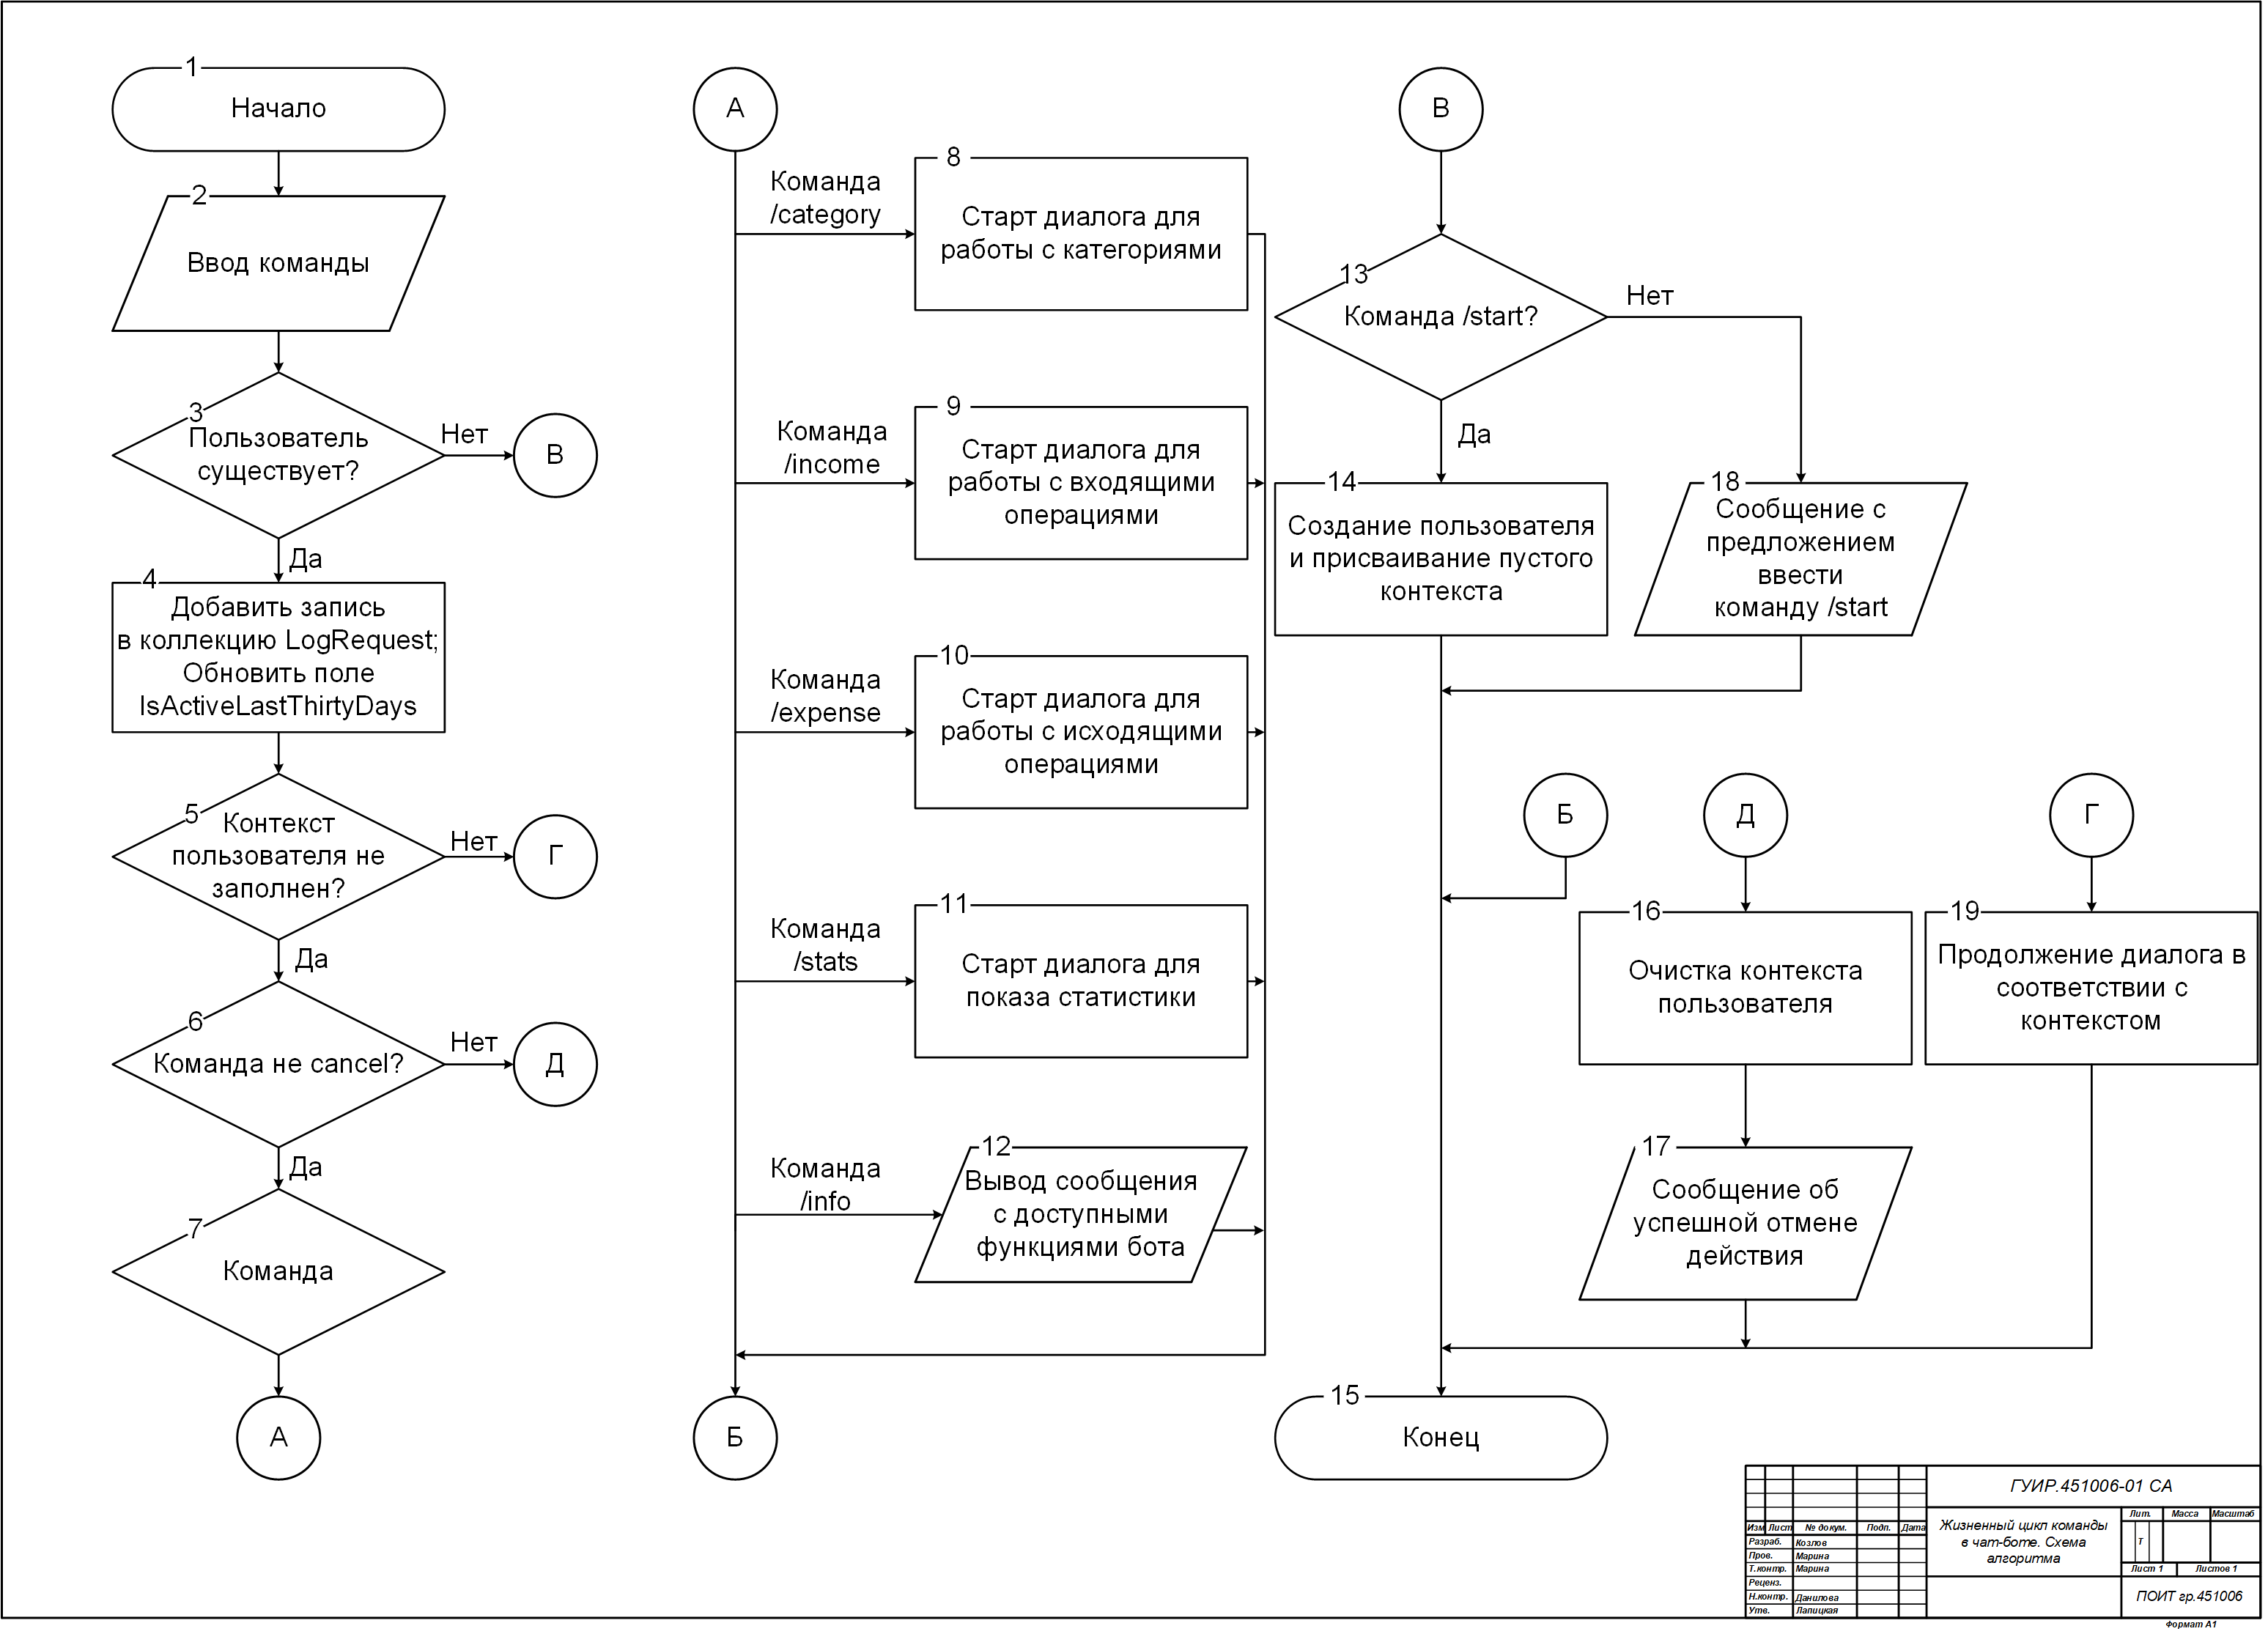 1
Начало
2
Ввод команды
3
Пользователь
существует?
Нет
В
Да
4
Добавить запись
в коллекцию LogRequest;
Обновить поле
IsActiveLastThirtyDays
5
Контекст
пользователя не
заполнен?
Нет
Г
Да
6
Команда не cancel?
Нет
Д
Да
7
Команда
А
А
Команда
/category
8
Старт диалога для
работы с категориями
Команда
/income
9
Старт диалога для
работы с входящими
операциями
Команда
/expense
10
Старт диалога для
работы с исходящими
операциями
Команда
/stats
11
Старт диалога для
показа статистики
Команда
/info
12
Вывод сообщения
с доступными
функциями бота
Б
В
13
Команда /start?
Нет
Да
14
Создание пользователя
и присваивание пустого
контекста
18
Сообщение с
предложением
ввести
команду /start
Б
Д
Г
16
Очистка контекста
пользователя
19
Продолжение диалога в
соответствии с
контекстом
17
Сообщение об
успешной отмене
действия
15
Конец
ГУИР.451006-01 СА
Изм Лист № докум. Подп. Дата
Разраб. Козлов
Пров. Марина
Т.контр. Марина
Реценз.
Н.контр. Данилова
Утв. Лапицкая
Жизненный цикл команды
в чат-боте. Схема
алгоритма
Лит. Масса Масштаб
Т
Лист 1 Листов 1
ПОИТ гр.451006
Формат А1